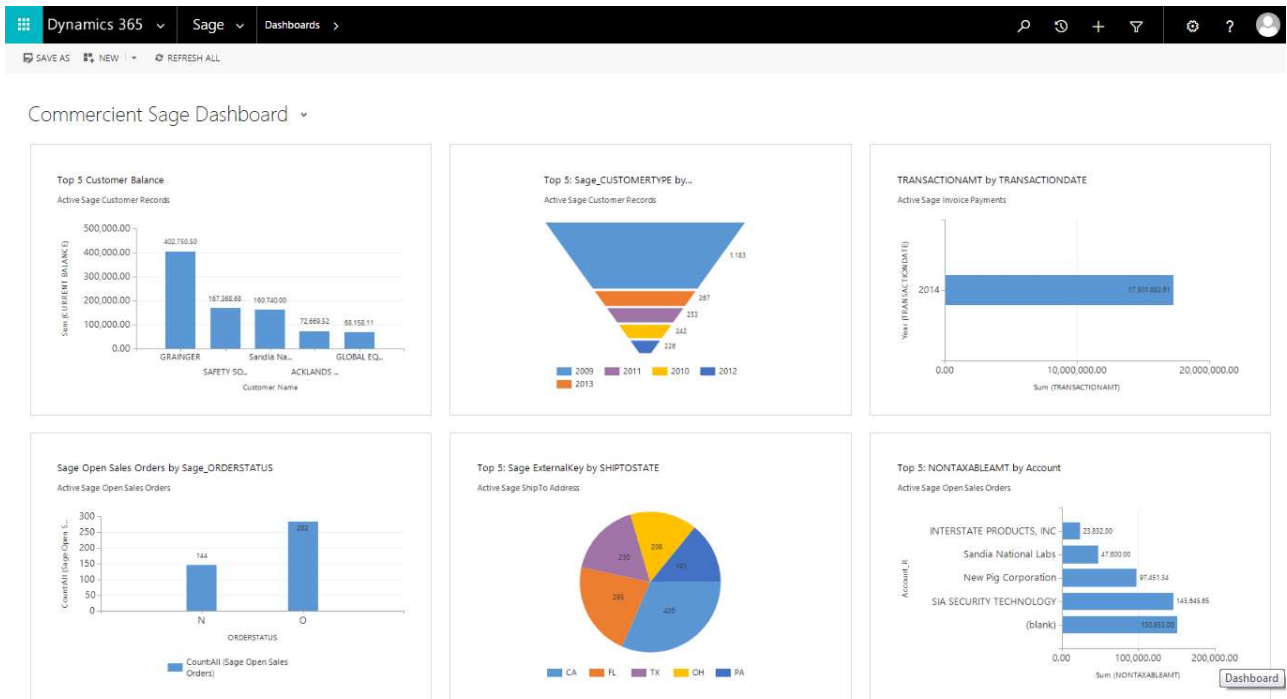 Dynamics 365 Sage Dashboards
SAVE AS NEW REFRESH ALL
Commercient Sage Dashboard
Top 5 Customer Balance
Active Sage Customer Records
Sum (CURRENT BALANCE)
500,000.00
400,000.00
300,000.00
200,000.00
100,000.00
0.00
402,750.50
167,368.68
160,740.00
72,669.52
68,158.11
GRAINGER
SAFETY SO...
Sandia Na...
ACKLANDS ...
GLOBAL EQ...
Customer Name
Top 5: Sage_CUSTOMERTYPE by...
Active Sage Customer Records
1,183
267
253
242
226
2009 2011 2010 2012
2013
TRANSACTIONAMT by TRANSACTIONDATE
Active Sage Invoice Payments
Year (TRANSACTIONDATE)
2014
0.00 10,000,000.00 20,000,000.00
Sum (TRANSACTIONAMT)
Sage Open Sales Orders by Sage_ORDERSTATUS
Active Sage Open Sales Orders
CountAll (Sage Open S...
300
250
200
150
100
50
0
144
N O
ORDERSTATUS
CountAll (Sage Open Sales
Orders)
Top 5: Sage ExternalKey by SHIPTOSTATE
Active Sage ShipTo Address
230
208
295
CA FL TX OH PA
Top 5: NONTAXABLEAMT by Account
Active Sage Open Sales Orders
Account_R
INTERSTATE PRODUCTS, INC 23,832.00
Sandia National Labs 47,600.00
New Pig Corporation 97,451.34
SIA SECURITY TECHNOLOGY 145,645.65
(blank)
0.00 100,000.00 200,000.00
Sum (NONTAXABLEAMT)
Dashboard